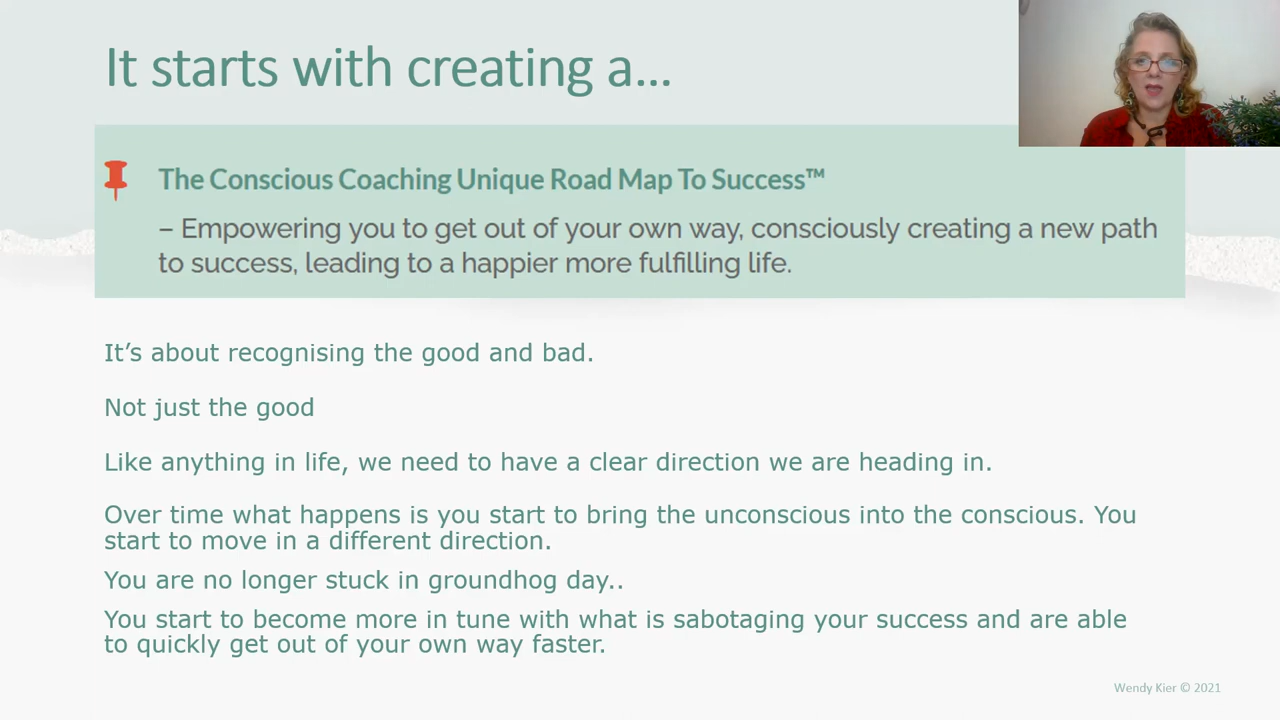 It starts with creating a...
The Conscious Coaching Unique Road Map To Success™
– Empowering you to get out of your own way, consciously creating a new path
to success, leading to a happier more fulfilling life.
It’s about recognising the good and bad.
Not just the good
Like anything in life, we need to have a clear direction we are heading in.
Over time what happens is you start to bring the unconscious into the conscious. You
start to move in a different direction.
You are no longer stuck in groundhog day..
You start to become more in tune with what is sabotaging your success and are able
to quickly get out of your own way faster.
Wendy Kier © 2021